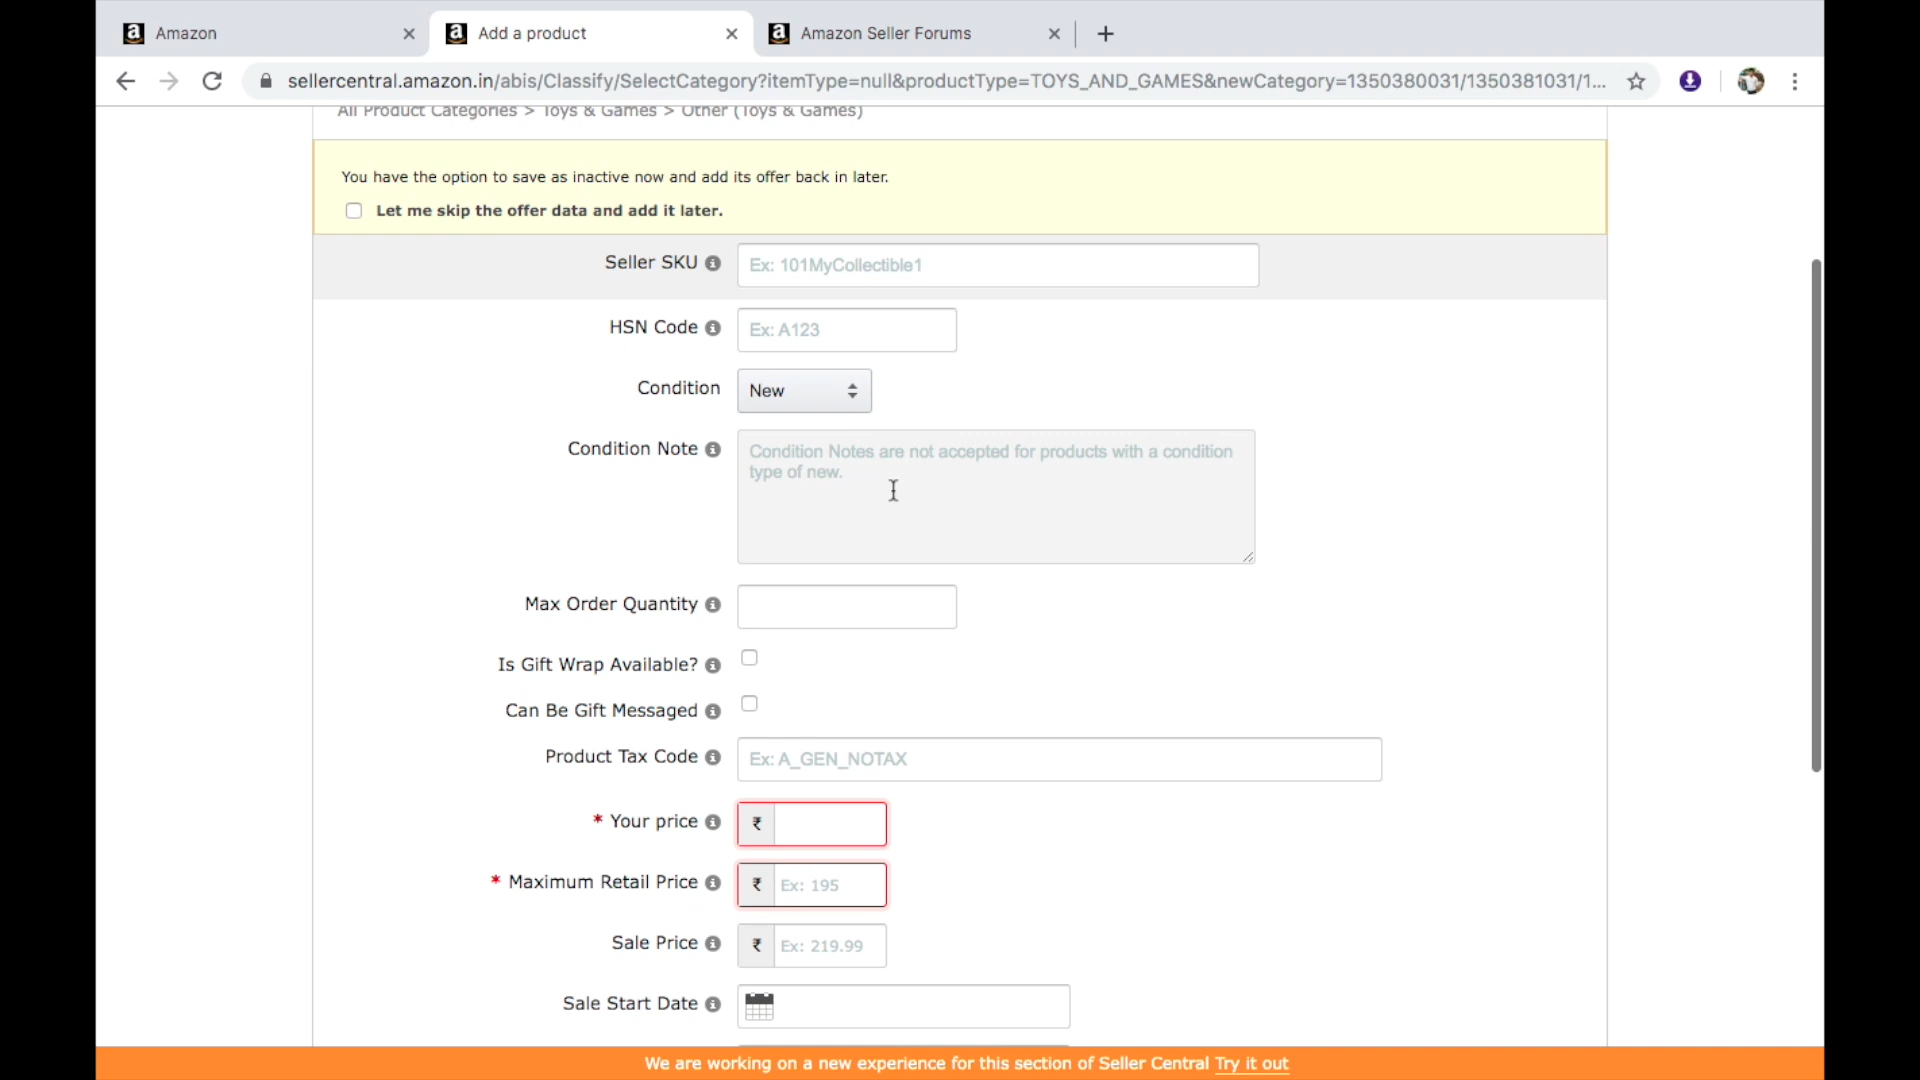 Amazon
Add a product
Amazon Seller Forums
sellercentral.amazon.in/abis/Classify/SelectCategory?itemType=null&productType=TOYS_AND_GAMES&newCategory=1350380031/1350381031/1...
All Product Categories > Toys & Games > Other (Toys & Games)
You have the option to save as inactive now and add its offer back in later.
Let me skip the offer data and add it later.
Seller SKU
Ex: 101MyCollectible1
HSN Code
Ex: A123
Condition
New
Condition Note
Condition Notes are not accepted for products with a condition
type of new.
Max Order Quantity
Is Gift Wrap Available?
Can Be Gift Messaged
Product Tax Code
Ex: A_GEN_NOTAX
* Your price
₹
* Maximum Retail Price
₹ Ex: 195
Sale Price
₹ Ex: 219.99
Sale Start Date
We are working on a new experience for this section of Seller Central Try it out